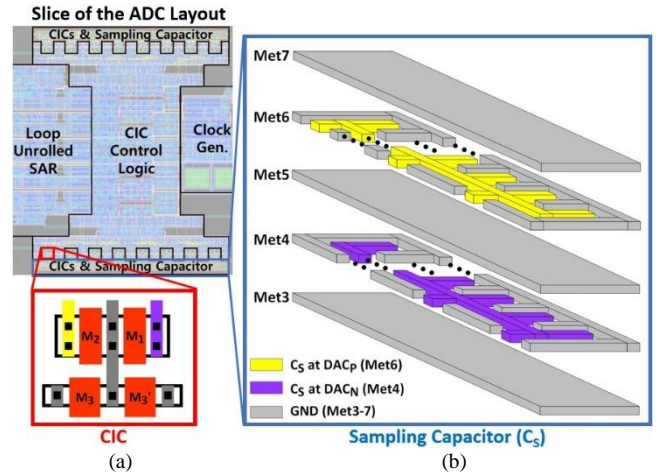 Slice of the ADC Layout
CICs & Sampling Capacitor
Loop
Unrolled
SAR
CIC
Control
Logic
Clock
Gen.
CICs & Sampling Capacitor
M2
M1
M3
M3'
CIC
(a)
Met7
Met6
Met5
Met4
Met3
CS at DACP (Met6)
CS at DACN (Met4)
GND (Met3-7)
Sampling Capacitor (CS)
(b)